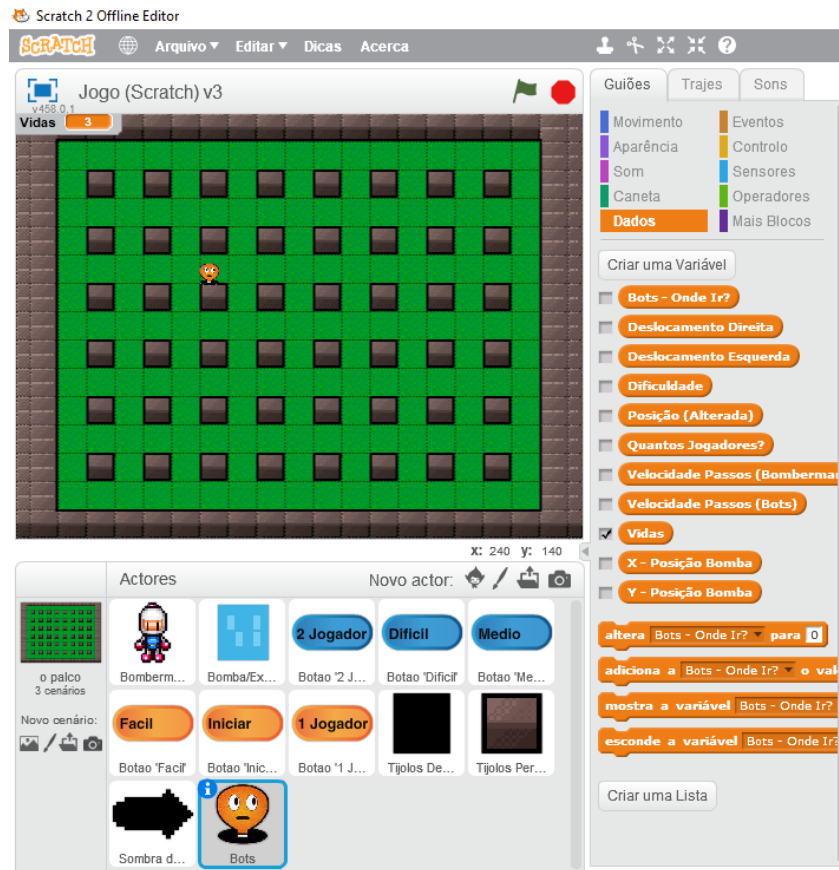 Scratch 2 Offline Editor
SCRATCH Arquivo Editar Dicas Acerca
Jogo (Scratch) v3
v458.0.1
Vidas 3
X: 240 y: 140
Actores Novo actor:
o palco
3 cenários
Novo cenário:
Bomberm...
Bomba/Ex...
2 Jogador
Botao '2 J...
Dificil
Botao 'Dificil'
Medio
Botao 'Me...
Facil
Botao 'Facil'
Iniciar
Botao 'Inic...
1 Jogador
Botao '1 J...
Tijolos De...
Tijolos Per...
Sombra d...
Bots
Guiões Trajes Sons
Movimento Eventos
Aparência Controlo
Som Sensores
Caneta Operadores
Dados Mais Blocos
Criar uma Variável
Bots - Onde Ir?
Deslocamento Direita
Deslocamento Esquerda
Dificuldade
Posição (Alterada)
Quantos Jogadores?
Velocidade Passos (Bomberma
Velocidade Passos (Bots)
Vidas
X - Posição Bomba
Y - Posição Bomba
altera Bots - Onde Ir? para 0
adiciona a Bots - Onde Ir? o val
mostra a variável Bots - Onde Ir?
esconde a variável Bots - Onde Ir?
Criar uma Lista